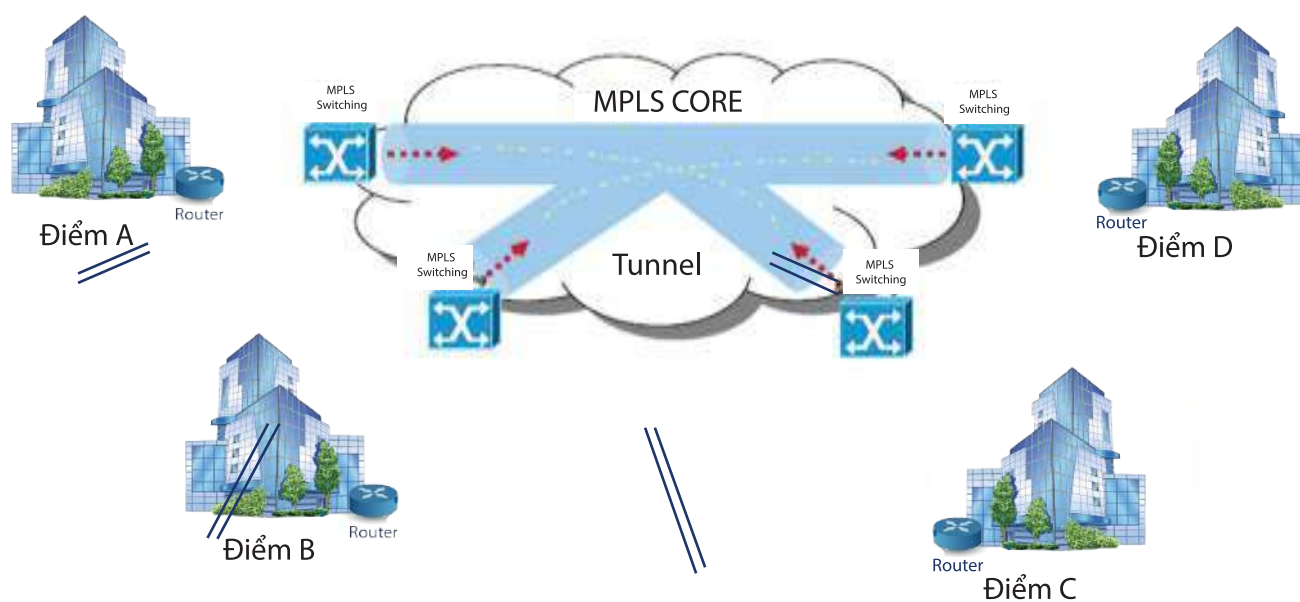 MPLS
Switching
MPLS CORE
MPLS
Switching
Router
Điểm A
Router
Điểm D
MPLS
Switching
Tunnel
MPLS
Switching
Router
Điểm B
Router
Điểm C